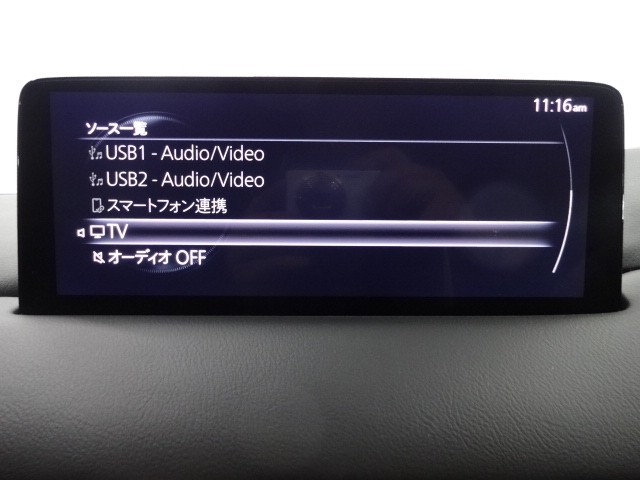 11:16am
ソース一覧
USB1 - Audio/Video
USB2 - Audio/Video
スマートフォン連携
TV
オーディオ OFF